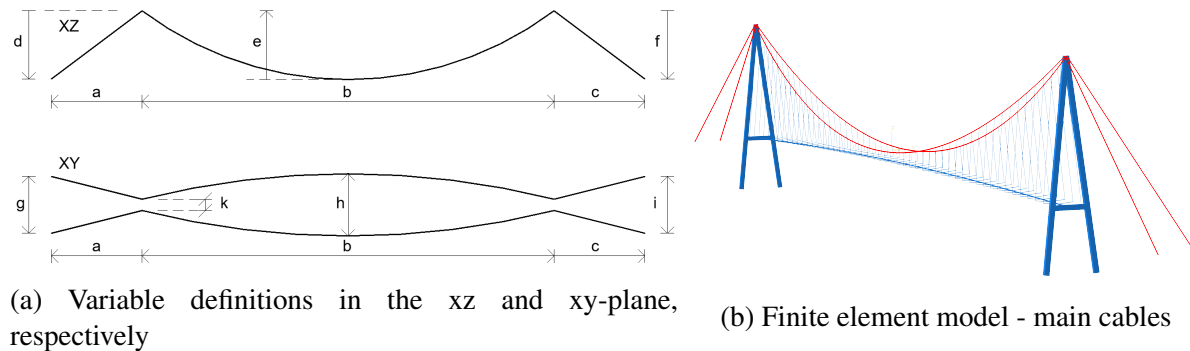 XZ
d
e
f
a
b
c
XY
g
k
h
i
a
b
c
(a) Variable definitions in the xz and xy-plane,
respectively
(b) Finite element model - main cables